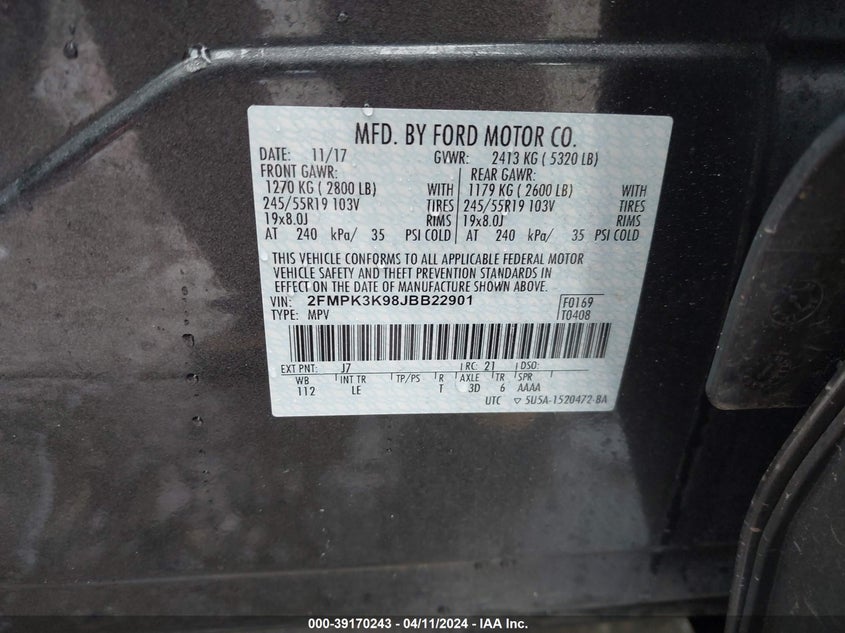 MFD. BY FORD MOTOR CO.
DATE: 11/17 GVWR: 2413 KG ( 5320 LB)
FRONT GAWR: REAR GAWR:
1270 KG ( 2800 LB) WITH 1179 KG ( 2600 LB) WITH
245/55R19 103V TIRES 245/55R19 103V TIRES
19x8.0J RIMS 19x8.0J RIMS
AT 240 kPa/ 35 PSI COLD AT 240 kPa/ 35 PSI COLD
THIS VEHICLE CONFORMS TO ALL APPLICABLE FEDERAL MOTOR
VEHICLE SAFETY AND THEFT PREVENTION STANDARDS IN
EFFECT ON THE DATE OF MANUFACTURE SHOWN ABOVE.
VIN: 2FMPK3K98JBB22901 F0169
TYPE: MPV T0408
EXT PNT: J7 RC: 21 DSO:
WB INT TR TP/PS R AXLE TR SPR
112 LE T 3D 6 AAAA
UTC ▽ 5U5A-1520472-BA
000-39170243 - 04/11/2024 - IAA Inc.